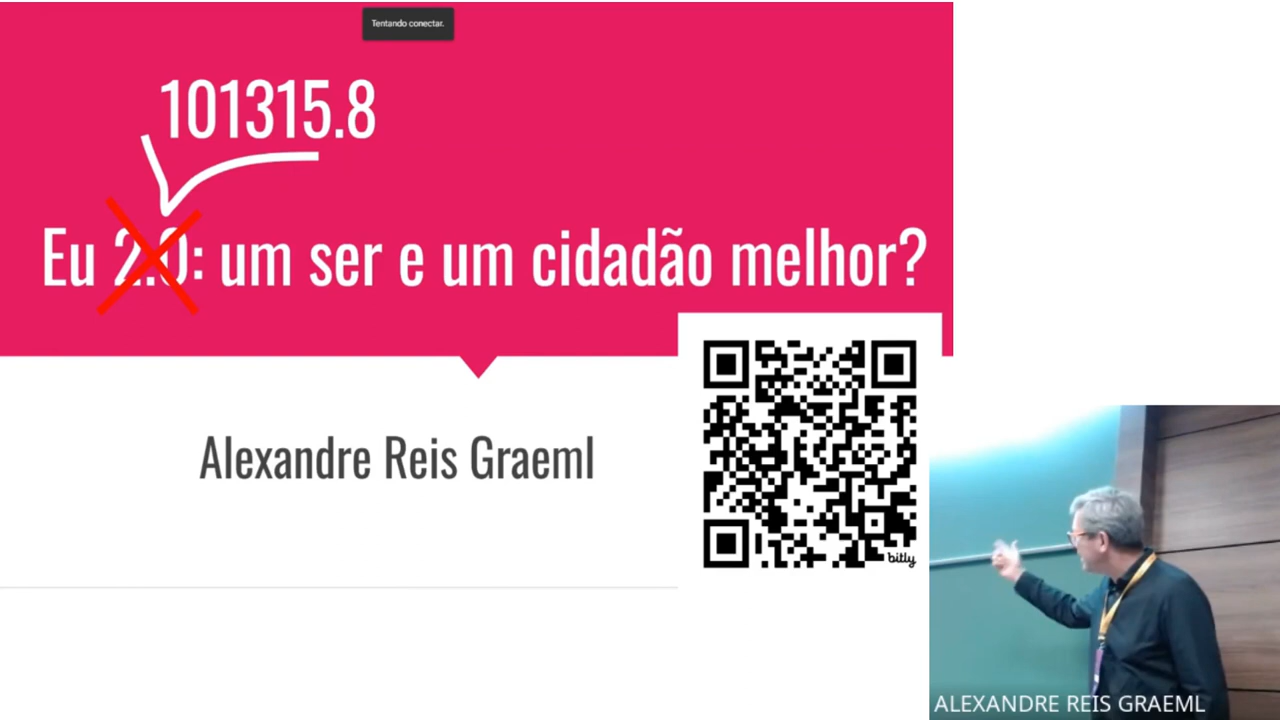 Tentando conectar.
101315.8
Eu 2.0: um ser e um cidadão melhor?
Alexandre Reis Graeml
bitly
ALEXANDRE REIS GRAEML